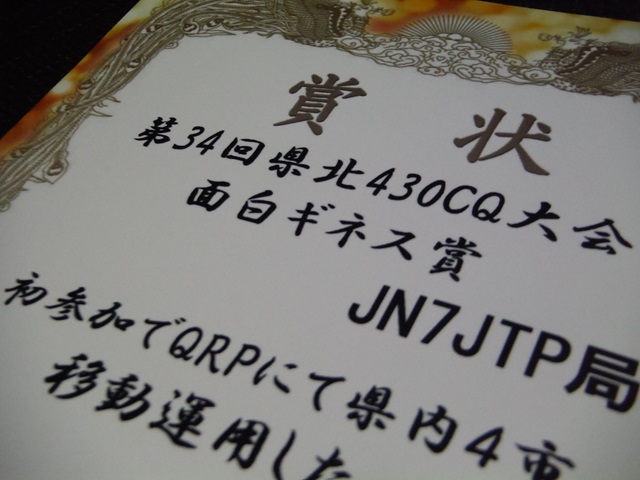 賞状
第34回県北430CQ大会
面白ギネス賞
JN7JTP局
初参加でQRPにて県内4市
移動運用した